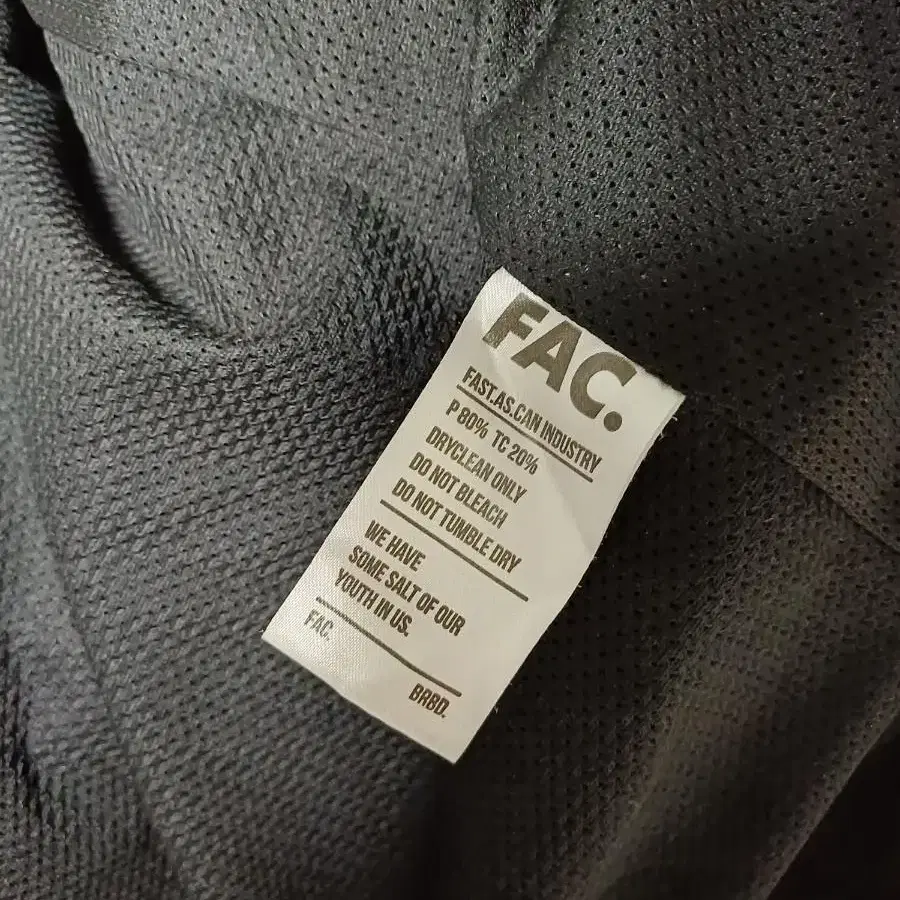 FAC.
FAST.AS.CAN INDUSTRY
P 80% TC 20%
DRYCLEAN ONLY
DO NOT BLEACH
DO NOT TUMBLE DRY
WE HAVE
SOME SALT OF OUR
YOUTH IN US.
FAC.
BRBD.